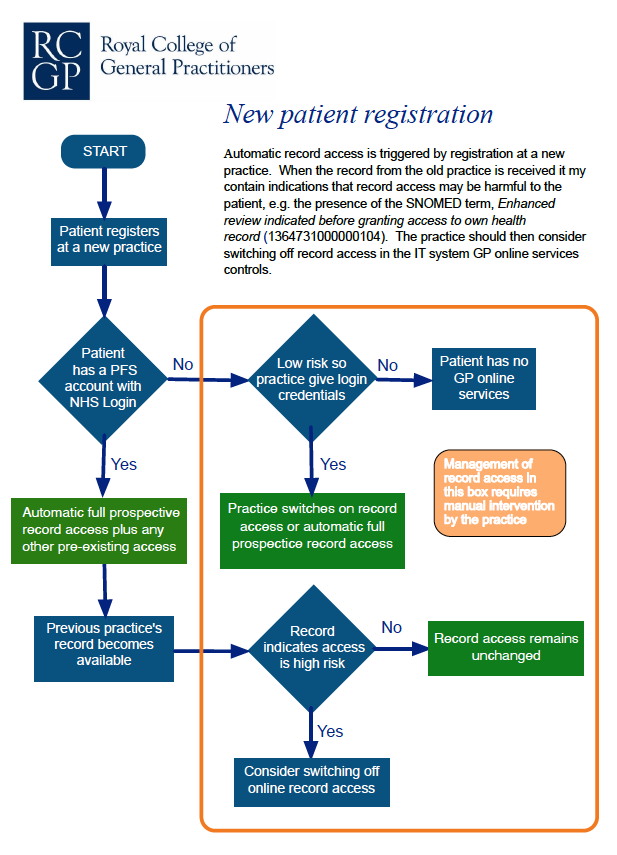 RC
GP
Royal College of
General Practitioners
New patient registration
Automatic record access is triggered by registration at a new
practice. When the record from the old practice is received it my
contain indications that record access may be harmful to the
patient, e.g. the presence of the SNOMED term, Enhanced
review indicated before granting access to own health
record (1364731000000104). The practice should then consider
switching off record access in the IT system GP online services
controls.
START
Patient registers
at a new practice
Patient
has a PFS
account with
NHS Login
No
Low risk so
practice give login
credentials
No
Patient has no
GP online
services
Yes
Yes
Management of
record access in
this box requires
manual intervention
by the practice
Automatic full prospective
record access plus any
other pre-existing access
Practice switches on record
access or automatic full
prospectice record access
Previous practice's
record becomes
available
Record
indicates access
is high risk
No
Record access remains
unchanged
Yes
Consider switching off
online record access